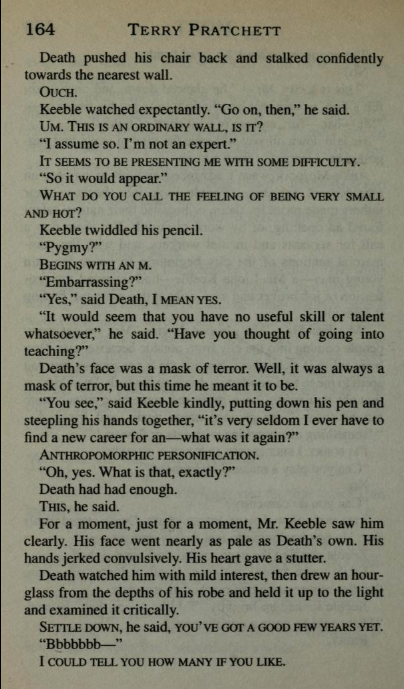 164 TERRY PRATCHETT
Death pushed his chair back and stalked confidently
towards the nearest wall.
OUCH.
Keeble watched expectantly. “Go on, then,” he said.
UM. THIS IS AN ORDINARY WALL, IS IT?
“I assume so. I’m not an expert.”
IT SEEMS TO BE PRESENTING ME WITH SOME DIFFICULTY.
“So it would appear.”
WHAT DO YOU CALL THE FEELING OF BEING VERY SMALL
AND HOT?
Keeble twiddled his pencil.
“Pygmy?”
BEGINS WITH AN M.
“Embarrassing?”
“Yes,” said Death, I MEAN YES.
“It would seem that you have no useful skill or talent
whatsoever,” he said. “Have you thought of going into
teaching?”
Death’s face was a mask of terror. Well, it was always a
mask of terror, but this time he meant it to be.
“You see,” said Keeble kindly, putting down his pen and
steepling his hands together, “it’s very seldom I ever have to
find a new career for an—what was it again?”
ANTHROPOMORPHIC PERSONIFICATION.
“Oh, yes. What is that, exactly?”
Death had had enough.
THIS, he said.
For a moment, just for a moment, Mr. Keeble saw him
clearly. His face went nearly as pale as Death’s own. His
hands jerked convulsively. His heart gave a stutter.
Death watched him with mild interest, then drew an hour-
glass from the depths of his robe and held it up to the light
and examined it critically.
SETTLE DOWN, he said, YOU’VE GOT A GOOD FEW YEARS YET.
“Bbbbbbb—”
I COULD TELL YOU HOW MANY IF YOU LIKE.